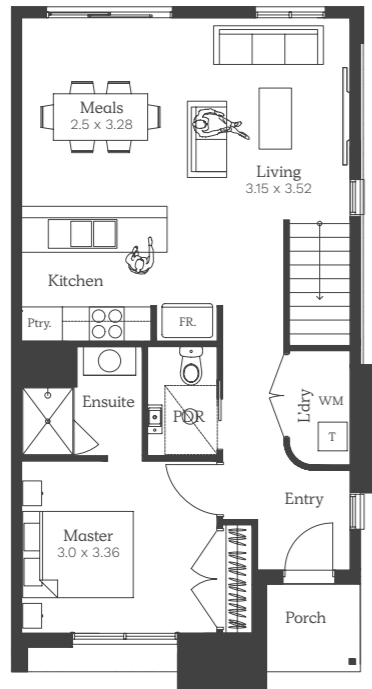 Meals
2.5 x 3.28
Living
3.15 x 3.52
Kitchen
Ptry.
FR.
Ensuite
PDR
Ldry
WM
T
Entry
Master
3.0 x 3.36
Porch